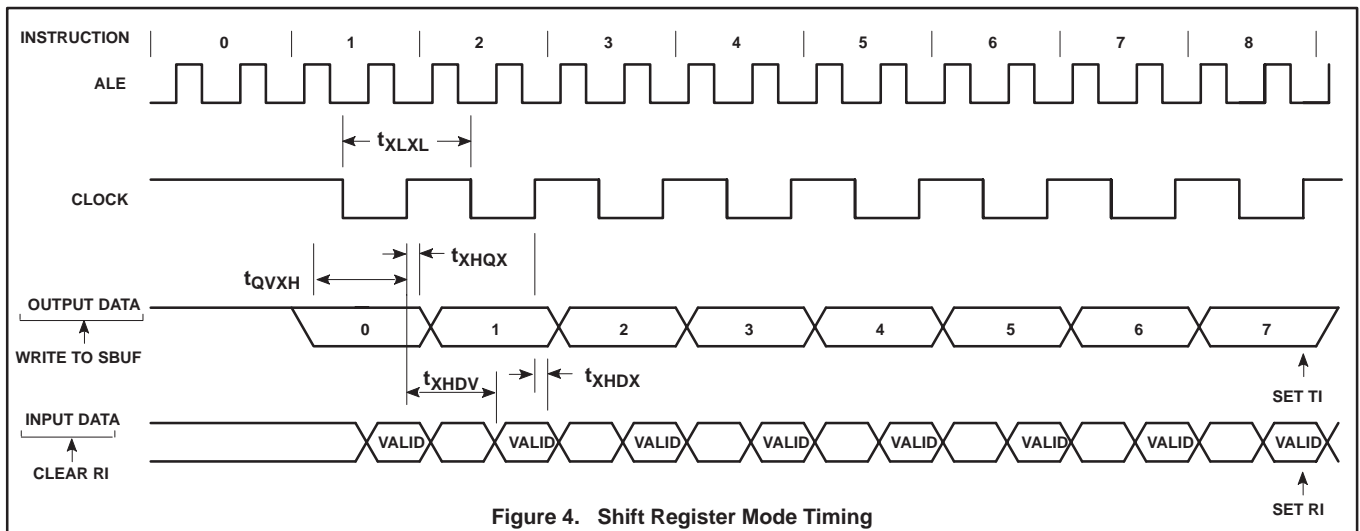 INSTRUCTION 0 1 2 3 4 5 6 7 8
ALE
tXLXL
CLOCK
tXHQX
tQVXH
OUTPUT DATA
0 1 2 3 4 5 6 7
WRITE TO SBUF
tXHDV
tXHDX
SET TI
INPUT DATA
VALID VALID VALID VALID VALID VALID VALID VALID
CLEAR RI
SET RI
Figure 4. Shift Register Mode Timing